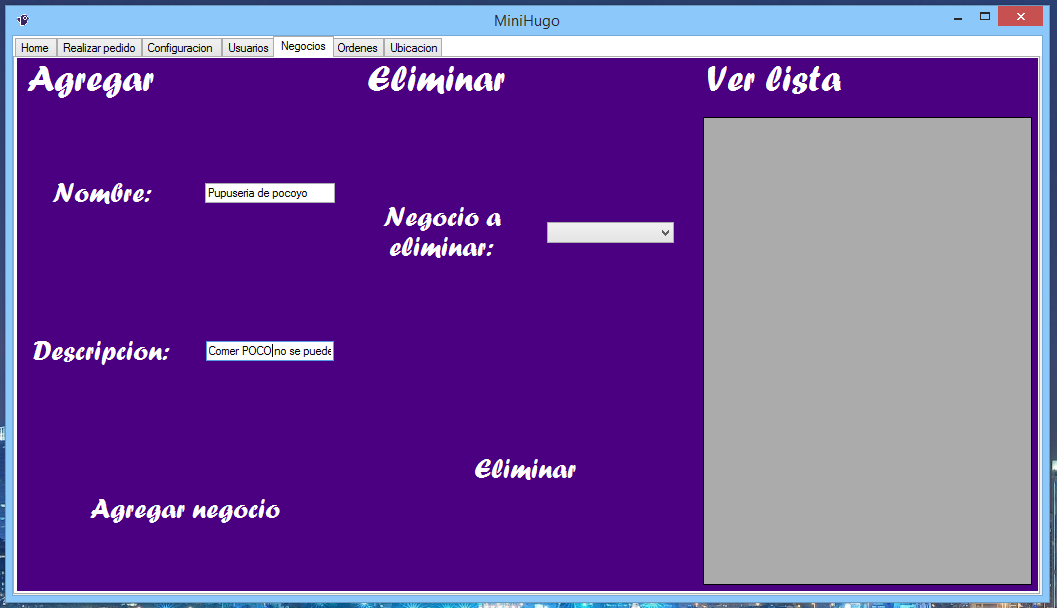 MiniHugo
Home Realizar pedido Configuracion Usuarios Negocios Ordenes Ubicacion
Agregar
Nombre: Pupuseria de pocoyo
Descripcion: Comer POCO no se puede
Agregar negocio
Eliminar
Negocio a
eliminar:
Eliminar
Ver lista